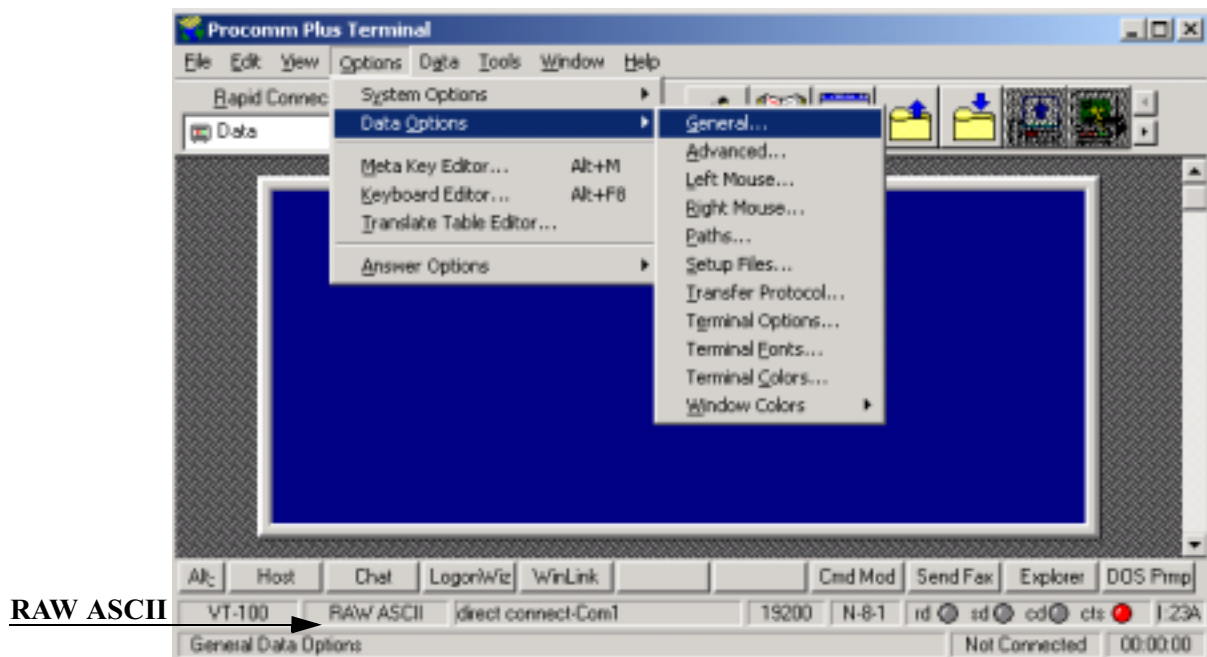 Procomm Plus Terminal
File Edit View Options Data Tools Window Help
Rapid Connec
Data
System Options
Data Options
Meta Key Editor... Alt+M
Keyboard Editor... Alt+F8
Translate Table Editor...
Answer Options
General...
Advanced...
Left Mouse...
Right Mouse...
Paths...
Setup Files...
Transfer Protocol...
Terminal Options...
Terminal Fonts...
Terminal Colors...
Window Colors
Alt- Host Chat LogonWiz WinLink Cmd Mod Send Fax Explorer DOS Prmp
RAW ASCII
VT-100 RAW ASCII direct connect-Com1 19200 N-8-1 rd sd cd cts 1:23A
General Data Options Not Connected 00:00:00